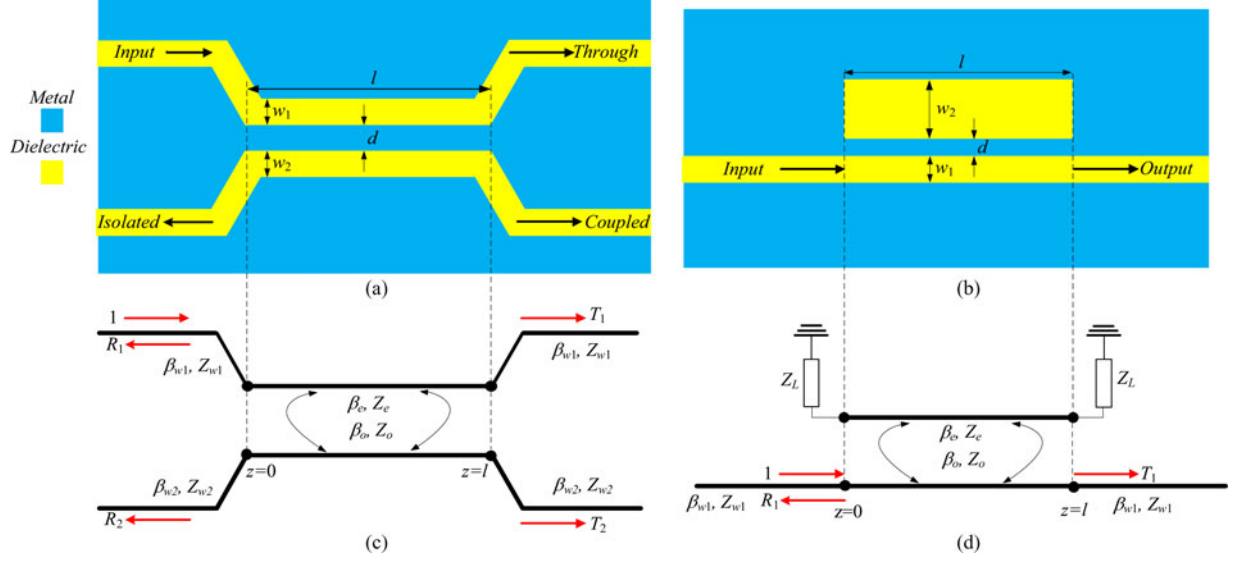 Metal
Dielectric
Input
Through
l
w1
d
w2
Isolated
Coupled
(a)
l
w2
d
Input
w1
Output
(b)
1
T1
R1
βw1, Zw1
βw1, Zw1
βe, Ze
βo, Zo
z=0
z=l
βw2, Zw2
βw2, Zw2
R2
T2
(c)
ZL
ZL
βe, Ze
βo, Zo
1
T1
βw1, Zw1
R1
z=0
z=l
βw1, Zw1
(d)